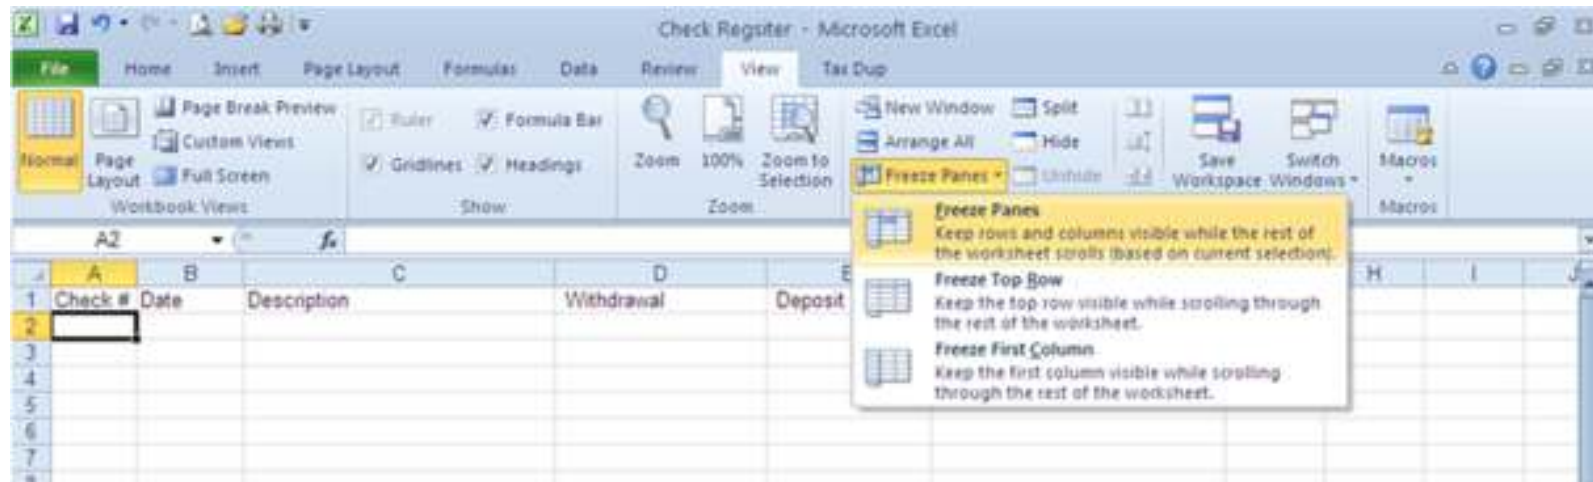 Check Regsiter - Microsoft Excel
File Home Insert Page Layout Formulas Data Review View Tax Dup
Normal
Page Layout
Page Break Preview
Custom Views
Full Screen
Workbook Views
Ruler
Formula Bar
Gridlines
Headings
Show
Zoom
100%
Zoom to Selection
Zoom
New Window
Arrange All
Freeze Panes
Split
Hide
Unhide
Save Workspace
Switch Windows
Macros
Macros
A2
fx
Freeze Panes
Keep rows and columns visible while the rest of
the worksheet scrolls (based on current selection).
Freeze Top Row
Keep the top row visible while scrolling through
the rest of the worksheet.
Freeze First Column
Keep the first column visible while scrolling
through the rest of the worksheet.
A B C D E H I J
1 Check # Date Description Withdrawal Deposit
2
3
4
5
6
7